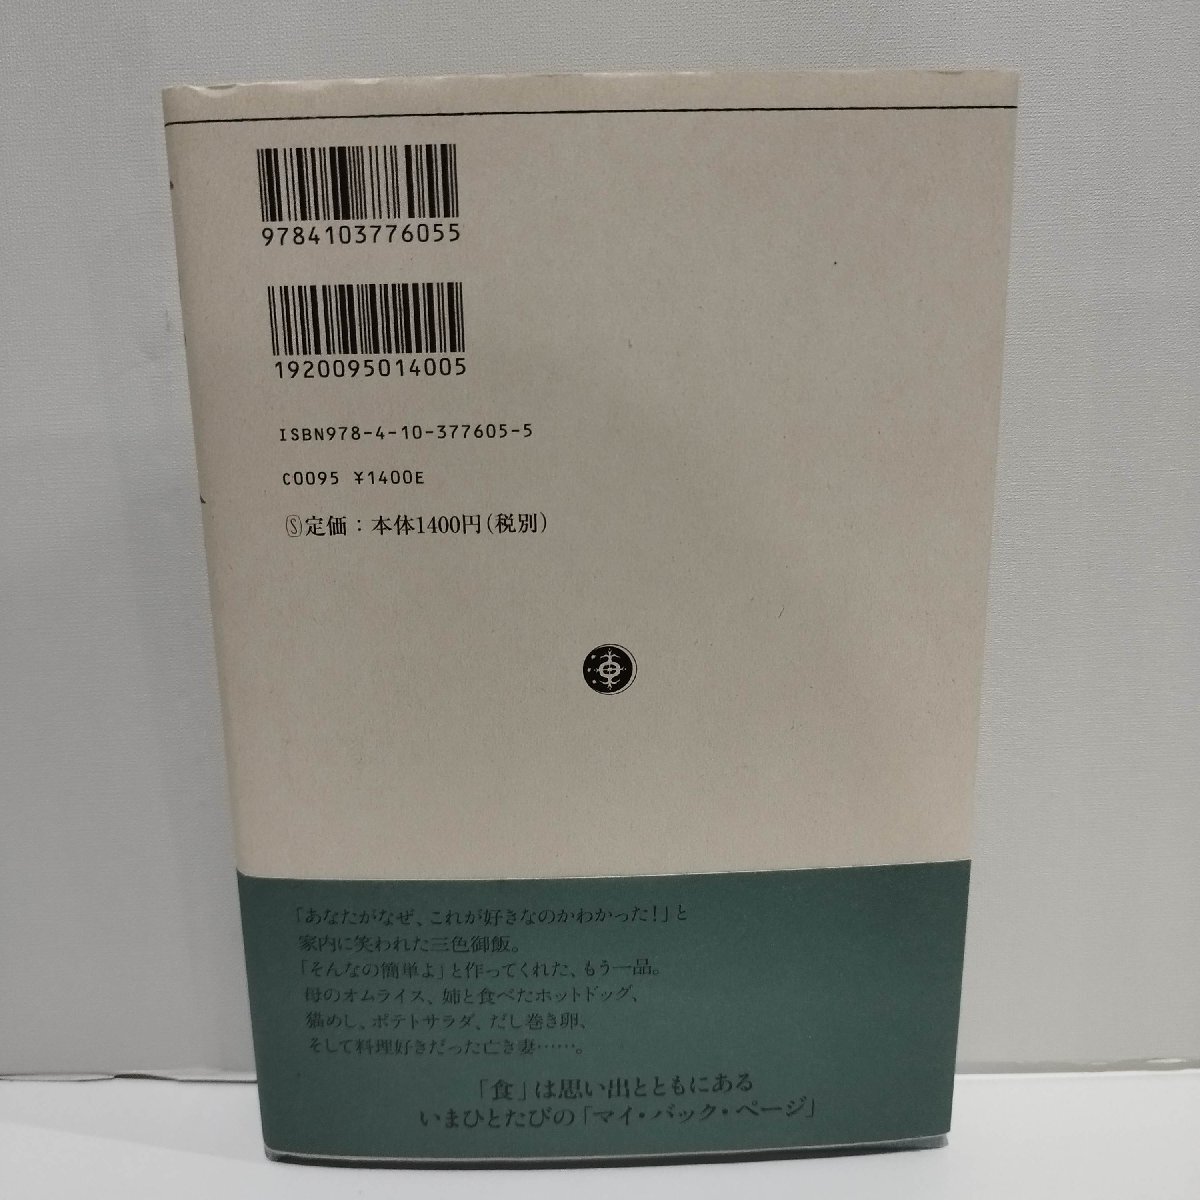 9784103776055
1920095014005
ISBN978-4-10-377605-5
C0095 ¥1400E
Ⓢ定価：本体1400円（税別）
「あなたがなぜ、これが好きなのかわかった！」と
家内に笑われた三色御飯。
「そんなの簡単よ」と作ってくれた、もう一品。
母のオムライス、姉と食べたホットドッグ、
猫めし、ポテトサラダ、だし巻き卵、
そして料理好きだった亡き妻……。
「食」は思い出とともにある
いまひとたびの「マイ・バック・ページ」